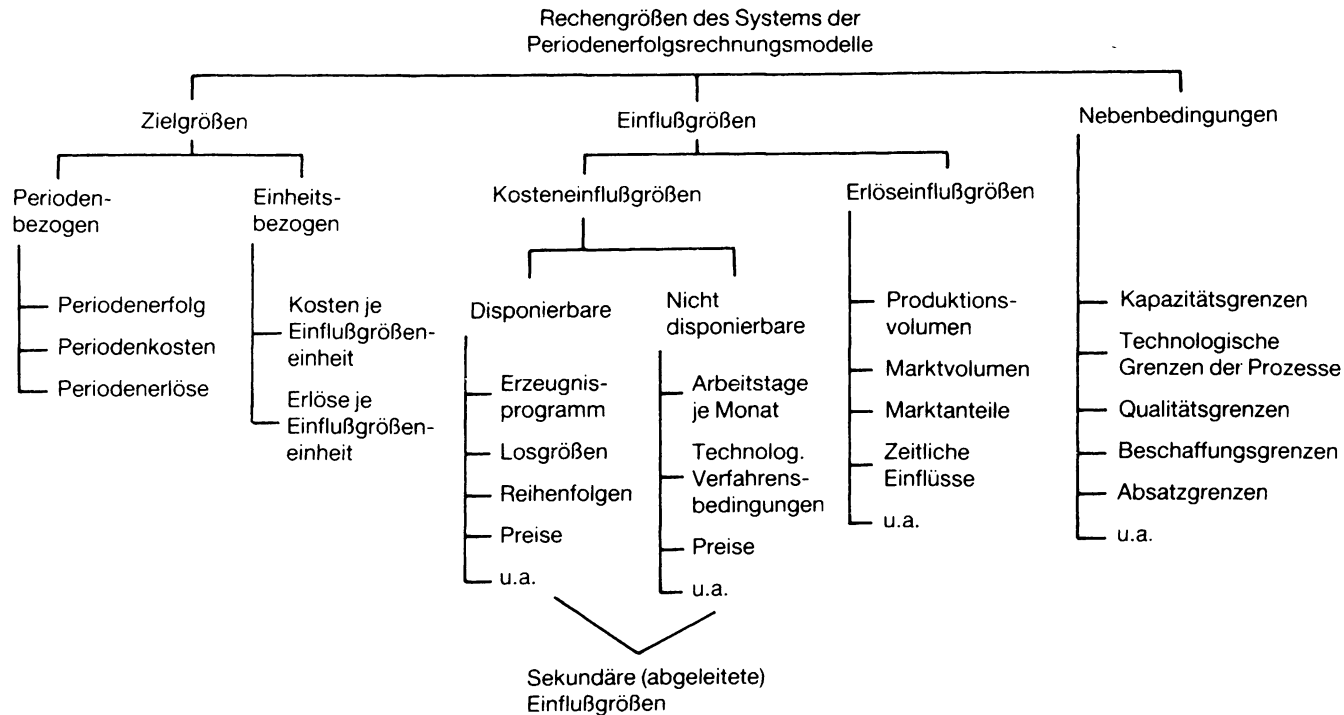 Rechengrößen des Systems der
Periodenerfolgsrechnungsmodelle
Zielgrößen
Einflußgrößen
Nebenbedingungen
Perioden-
bezogen
Einheits-
bezogen
Kosteneinflußgrößen
Erlöseinflußgrößen
Periodenerfolg
Periodenkosten
Periodenerlöse
Kosten je
Einflußgrößen-
einheit
Erlöse je
Einflußgrößen-
einheit
Disponierbare
Nicht
disponierbare
Erzeugnis-
programm
Losgrößen
Reihenfolgen
Preise
u.a.
Arbeitstage
je Monat
Technolog.
Verfahrens-
bedingungen
Preise
u.a.
Produktions-
volumen
Marktvolumen
Marktanteile
Zeitliche
Einflüsse
u.a.
Kapazitätsgrenzen
Technologische
Grenzen der Prozesse
Qualitätsgrenzen
Beschaffungsgrenzen
Absatzgrenzen
u.a.
Sekundäre (abgeleitete)
Einflußgrößen